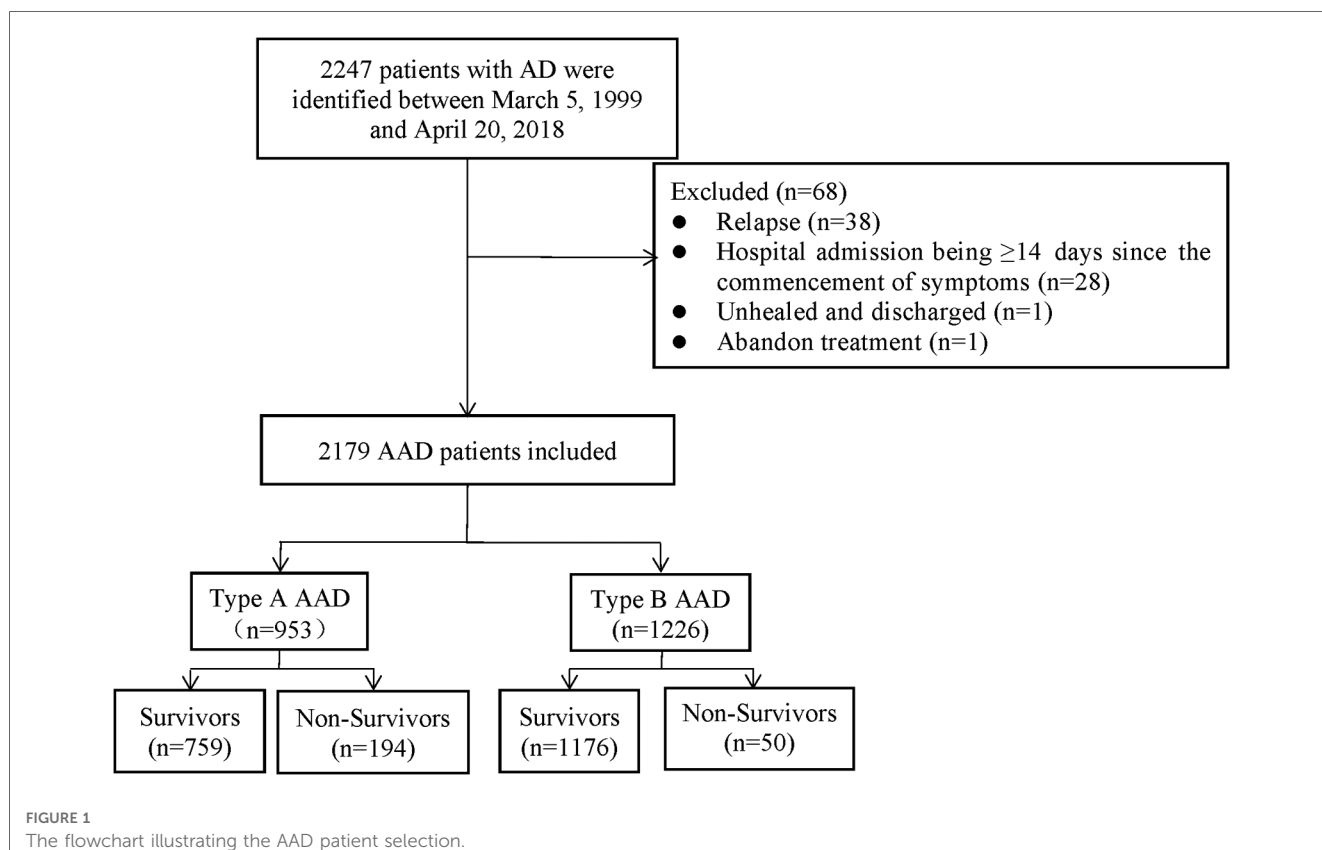 2247 patients with AD were
identified between March 5, 1999
and April 20, 2018
Excluded (n=68)
● Relapse (n=38)
● Hospital admission being ≥14 days since the
commencement of symptoms (n=28)
● Unhealed and discharged (n=1)
● Abandon treatment (n=1)
2179 AAD patients included
Type A AAD
（n=953）
Type B AAD
(n=1226)
Survivors
(n=759)
Non-Survivors
(n=194)
Survivors
(n=1176)
Non-Survivors
(n=50)
FIGURE 1
The flowchart illustrating the AAD patient selection.